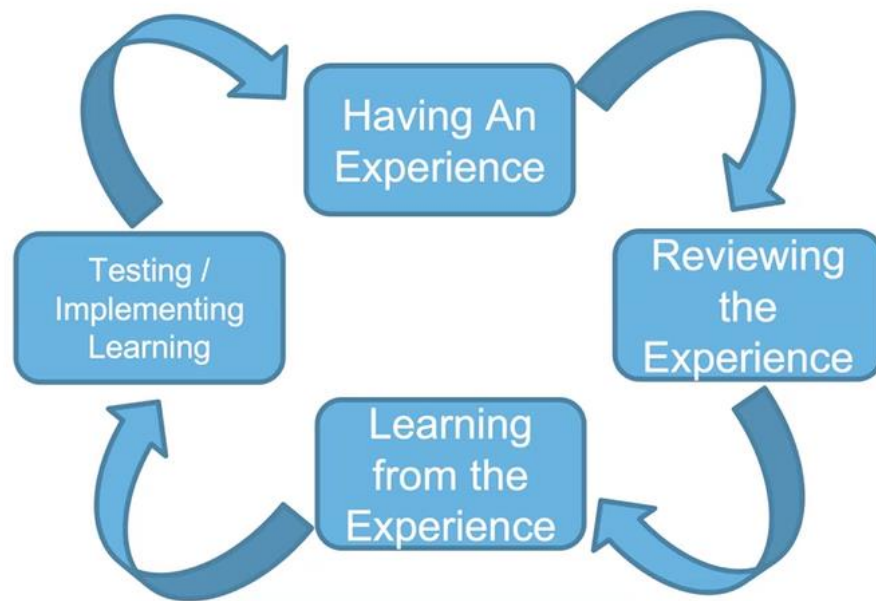 Having An
Experience
Reviewing
the
Experience
Learning
from the
Experience
Testing /
Implementing
Learning